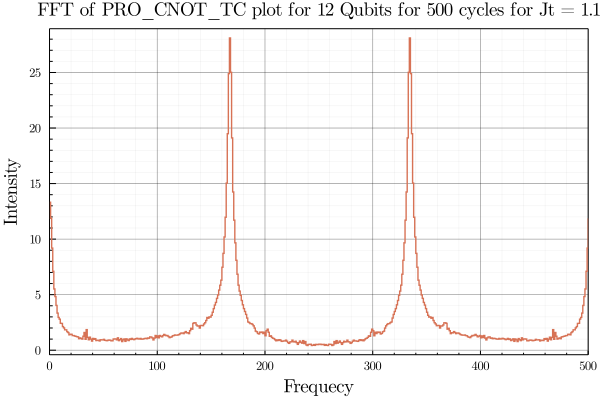 FFT of PRO_CNOT_TC plot for 12 Qubits for 500 cycles for Jt = 1.1
25
20
15
10
5
0
Intensity
0 100 200 300 400 500
Frequecy